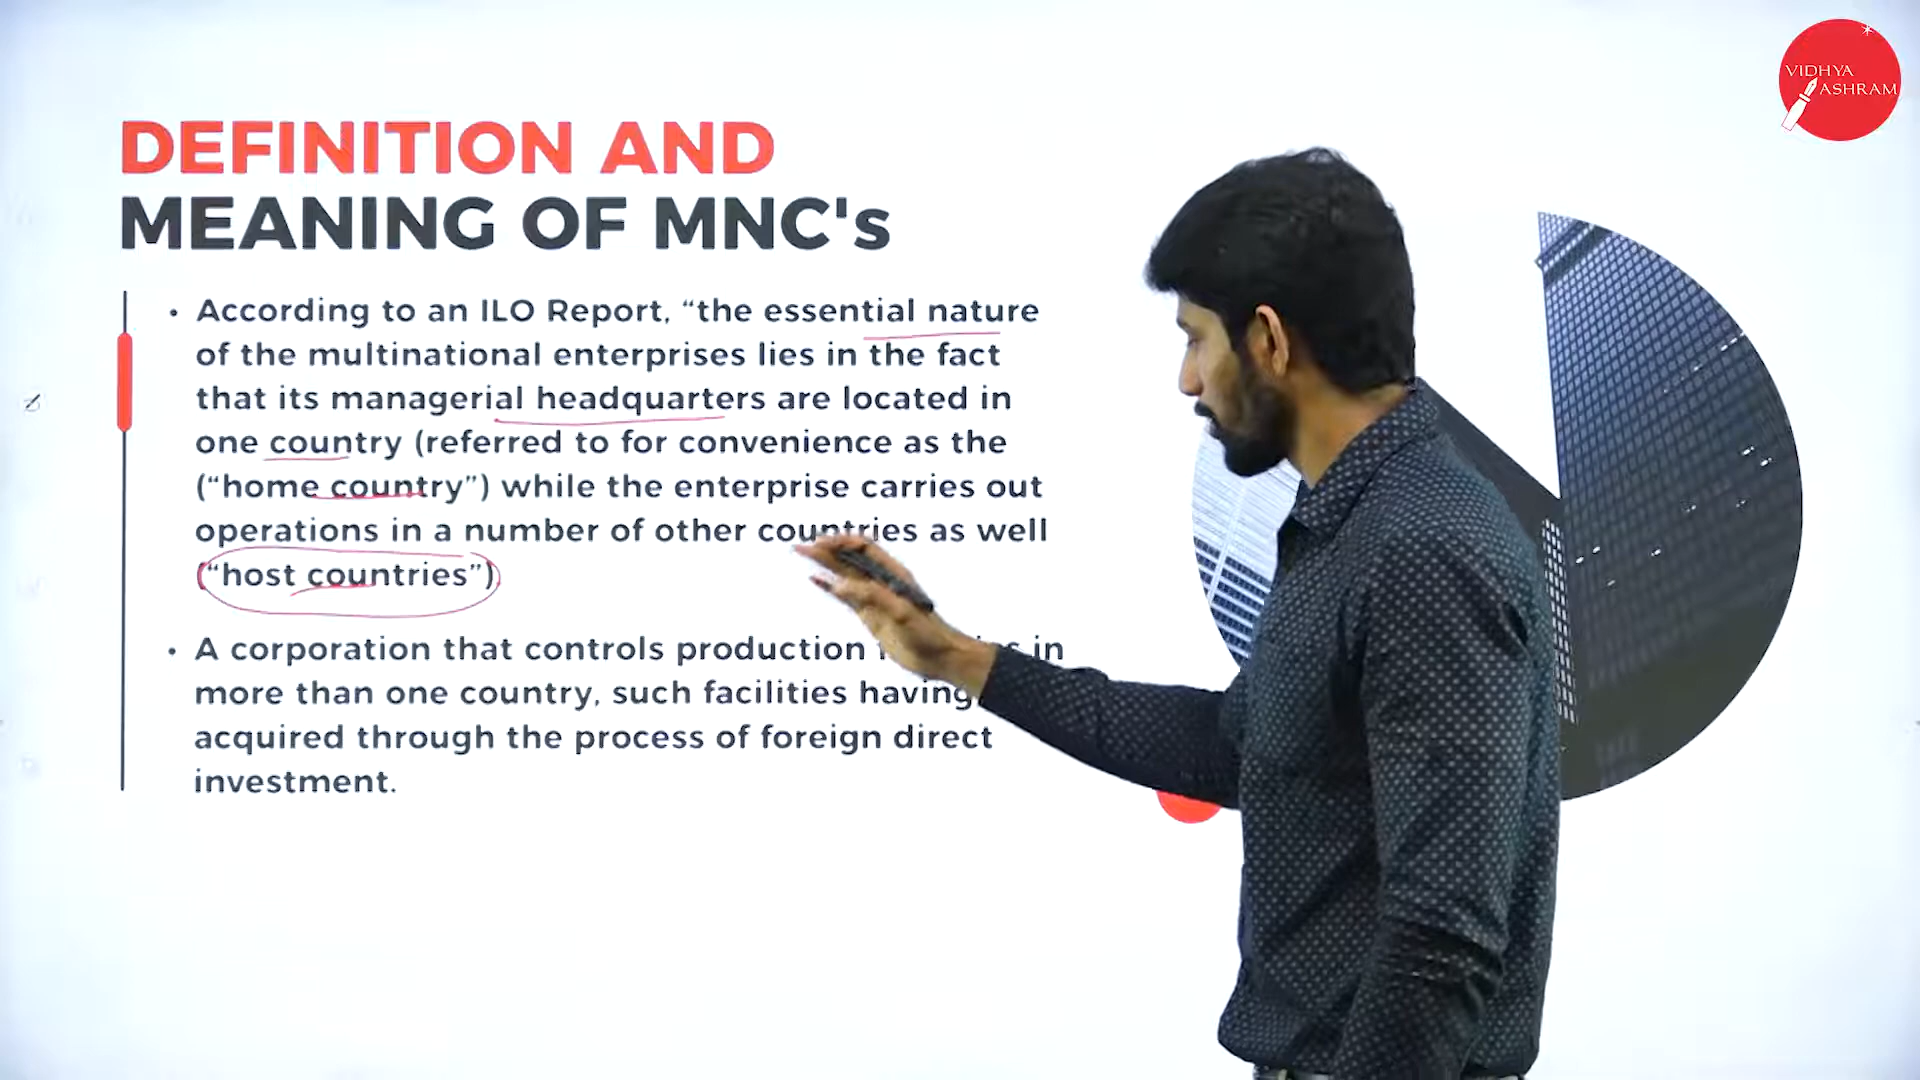 VIDHYA
ASHRAM
DEFINITION AND
MEANING OF MNC's
• According to an ILO Report, “the essential nature
of the multinational enterprises lies in the fact
that its managerial headquarters are located in
one country (referred to for convenience as the
(“home country”) while the enterprise carries out
operations in a number of other countries as well
(“host countries”)
• A corporation that controls production in
more than one country, such facilities having
acquired through the process of foreign direct
investment.